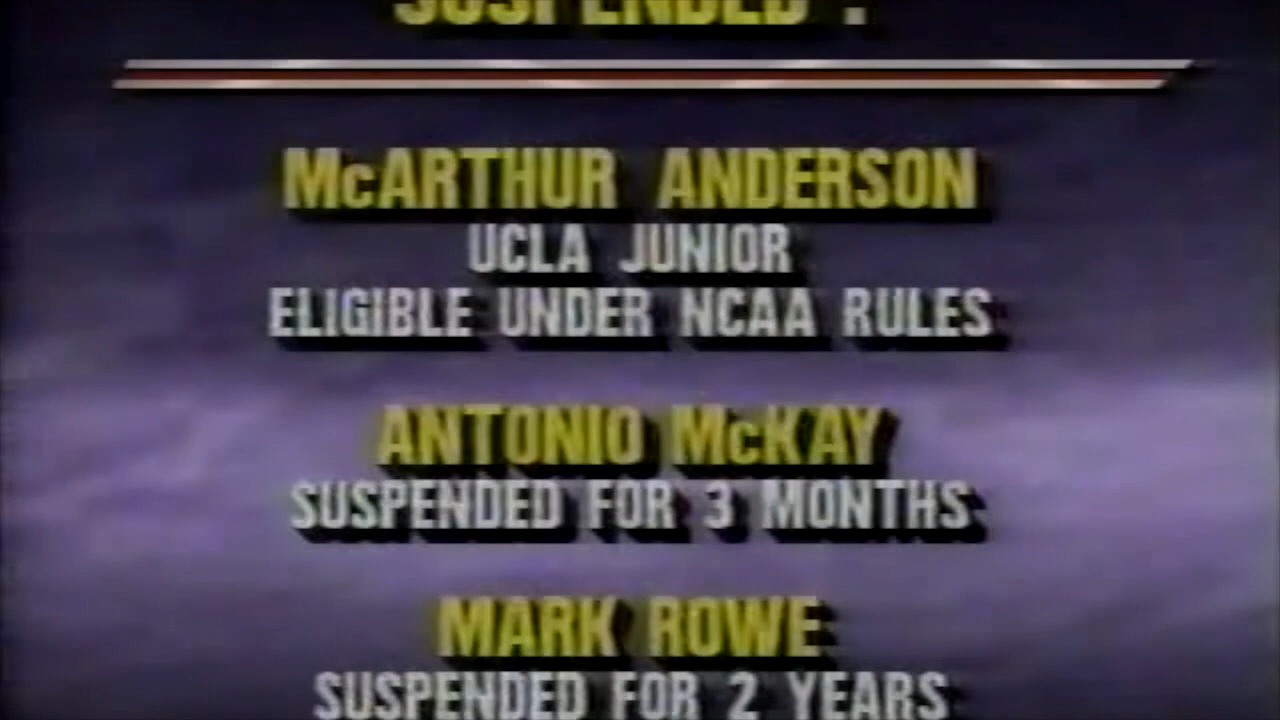 SUSPENDED :
McARTHUR ANDERSON
UCLA JUNIOR
ELIGIBLE UNDER NCAA RULES
ANTONIO McKAY
SUSPENDED FOR 3 MONTHS
MARK ROWE
SUSPENDED FOR 2 YEARS